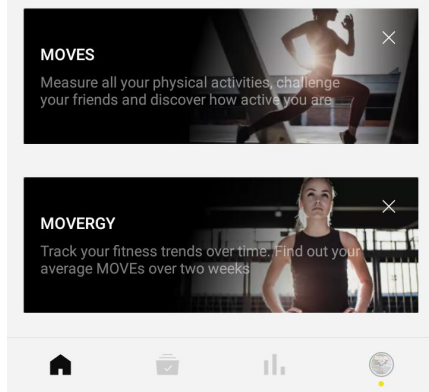 MOVES
Measure all your physical activities, challenge
your friends and discover how active you are
MOVERGY
Track your fitness trends over time. Find out your
average MOVEs over two weeks